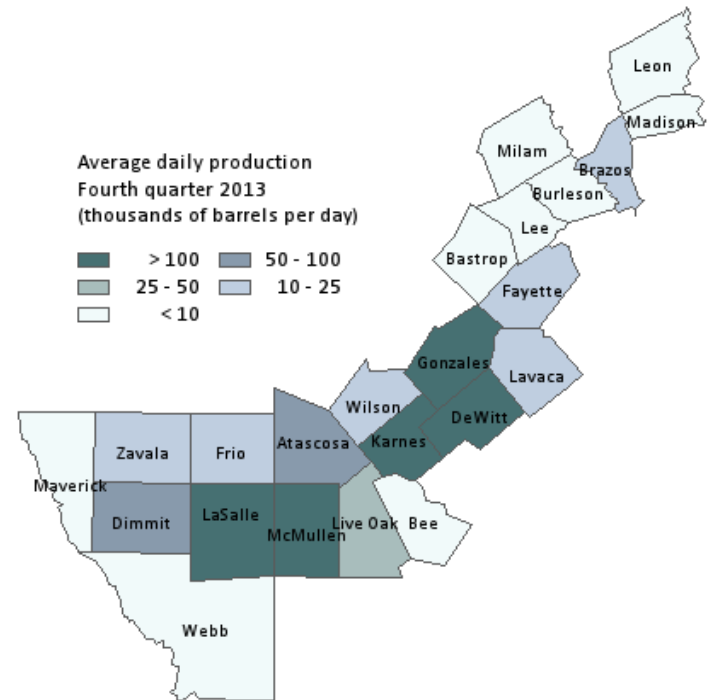 Leon
Madison
Milam
Brazos
Average daily production
Fourth quarter 2013
(thousands of barrels per day)
Burleson
Lee
> 100 50 - 100
Bastrop
25 - 50 10 - 25
Fayette
< 10
Gonzales
Lavaca
Wilson
DeWitt
Karnes
Atascosa
Zavala
Frio
Maverick
LaSalle
Dimmit
Live Oak
Bee
McMullen
Webb